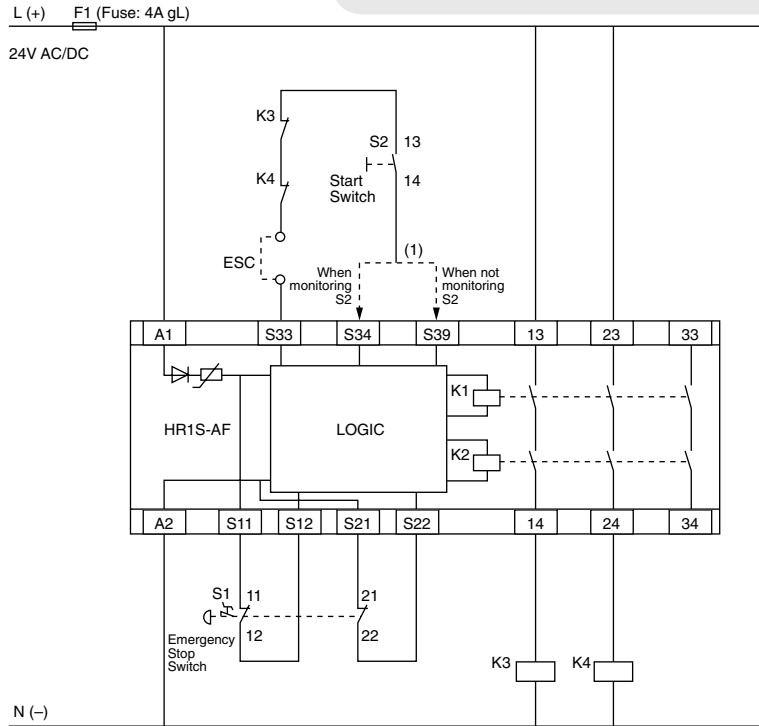 L (+)
F1 (Fuse: 4A gL)
24V AC/DC
K3
S2
13
K4
Start
Switch
14
ESC
(1)
When
monitoring
S2
When not
monitoring
S2
A1
S33
S34
S39
13
23
33
HR1S-AF
LOGIC
K1
K2
A2
S11
S12
S21
S22
14
24
34
S1
11
21
12
22
Emergency
Stop
Switch
K3
K4
N (–)